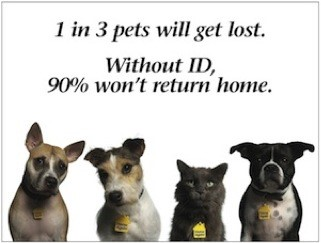 1 in 3 pets will get lost.
Without ID,
90% won't return home.